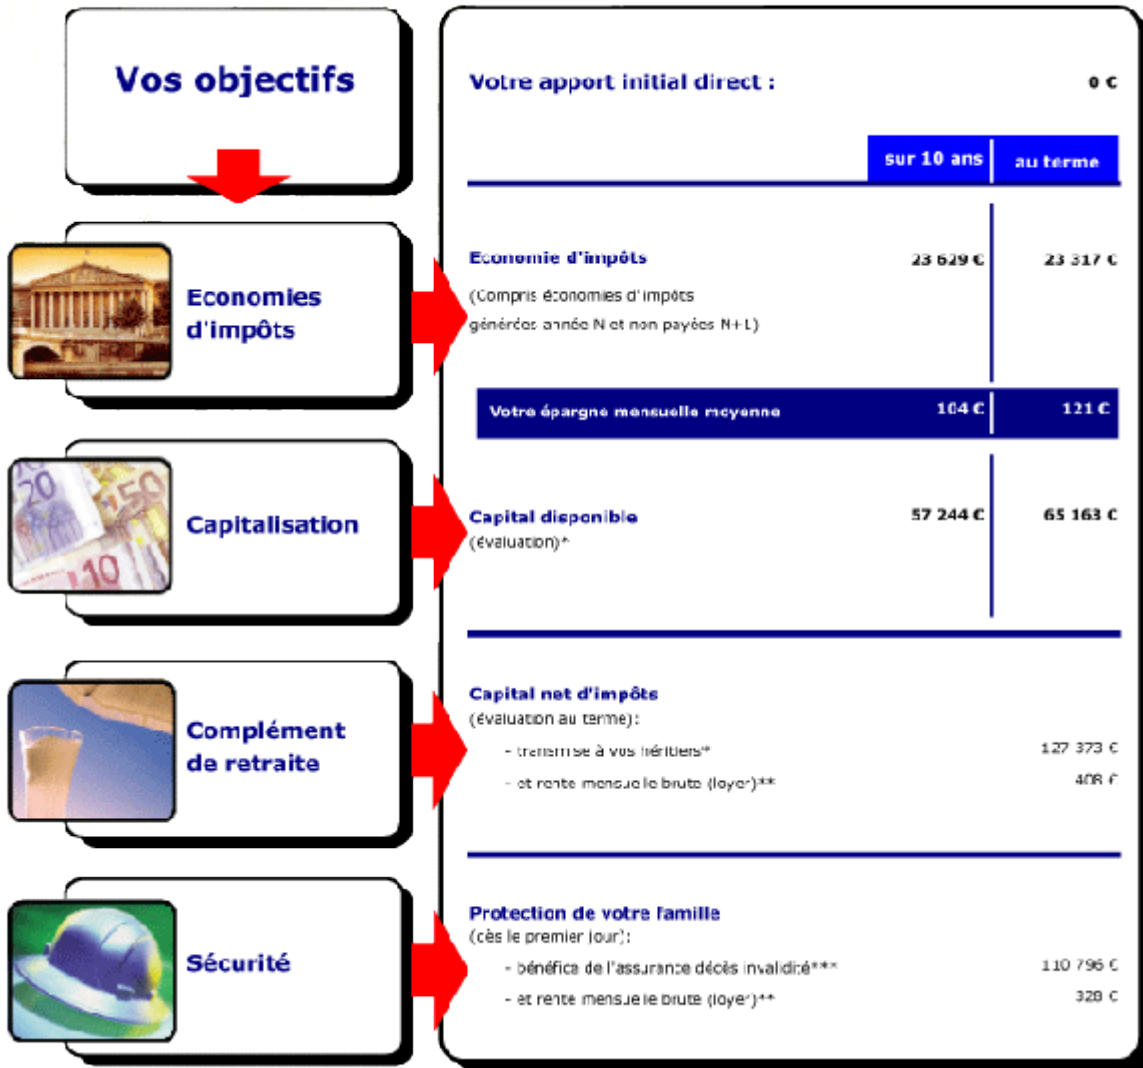 Vos objectifs
Votre apport initial direct : 0 €
sur 10 ans au terme
Economies
d'impôts
Economie d'impôts 23 629 € 23 317 €
(Compris économies d'impôts
générées année N et non payées N+1)
Votre épargne mensuelle moyenne 104 € 121 €
20 50
10
Capitalisation
Capital disponible 57 244 € 65 163 €
(évaluation)*
Complément
de retraite
Capital net d'impôts
(évaluation au terme):
- transmise à vos héritiers* 127 373 €
- et rente mensuelle brute (loyer)** 408 €
Sécurité
Protection de votre famille
(dès le premier jour):
- bénéfice de l'assurance décès invalidité***
110 796 €
- et rente mensuelle brute (loyer)** 328 €